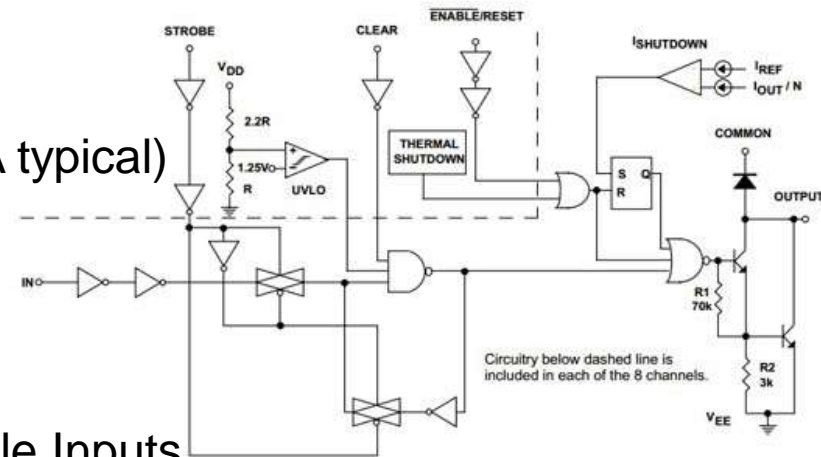 STROBE
CLEAR
ENABLE/RESET
ISHUTDOWN
IREF
IOUT / N
VDD
2.2R
1.25V
R
UVLO
THERMAL
SHUTDOWN
S Q
R
COMMON
OUTPUT
A typical)
IN
R1
70k
R2
3k
Circuitry below dashed line is
included in each of the 8 channels.
VEE
le Inputs